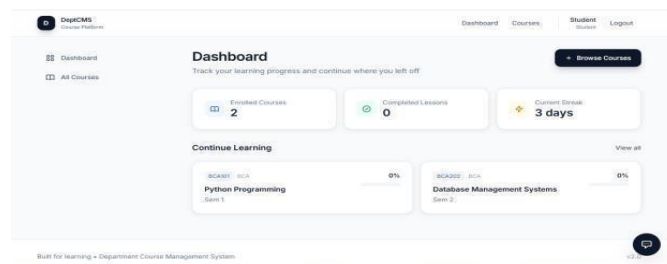 D DeptCMS
Course Platform
Dashboard Courses Student Logout
Student
Dashboard
All Courses
Dashboard
Track your learning progress and continue where you left off
+ Browse Courses
Enrolled Courses
2
Completed Lessons
0
Current Streak
3 days
Continue Learning
View all
BCA101 BCA 0%
Python Programming
Sem 1
BCA202 BCA 0%
Database Management Systems
Sem 2
Built for learning • Department Course Management System